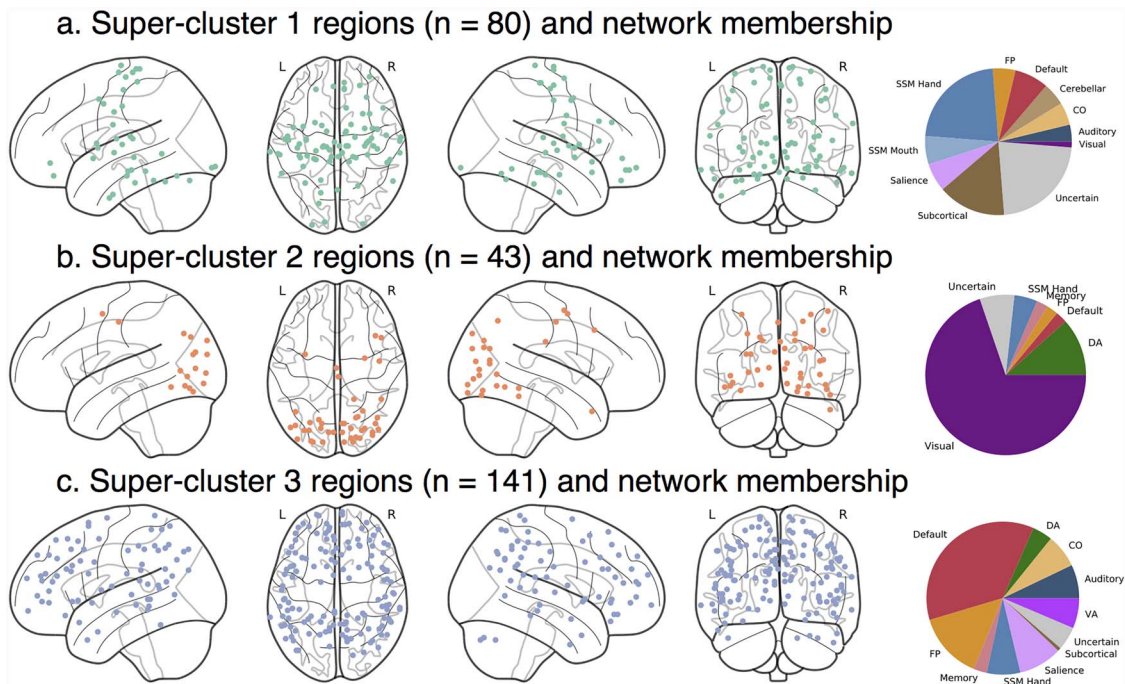 a. Super-cluster 1 regions (n = 80) and network membership
L
R
L
R
FP
Default
SSM Hand
Cerebellar
CO
Auditory
Visual
SSM Mouth
Salience
Uncertain
Subcortical
b. Super-cluster 2 regions (n = 43) and network membership
L
R
L
R
Uncertain
SSM Hand
Memory
FP
Default
DA
Visual
c. Super-cluster 3 regions (n = 141) and network membership
L
R
L
R
DA
Default
CO
Auditory
VA
Uncertain
Subcortical
FP
Salience
Memory
SSM Hand